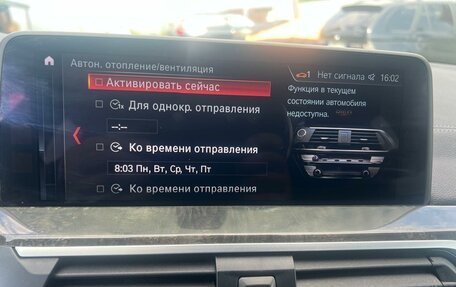 Автон. отопление/вентиляция
1 Нет сигнала 16:02
Активировать сейчас
Для однокр. отправления
--:--
Ко времени отправления
8:03 Пн, Вт, Ср, Чт, Пт
Ко времени отправления
Функция в текущем
состоянии автомобиля
недоступна.